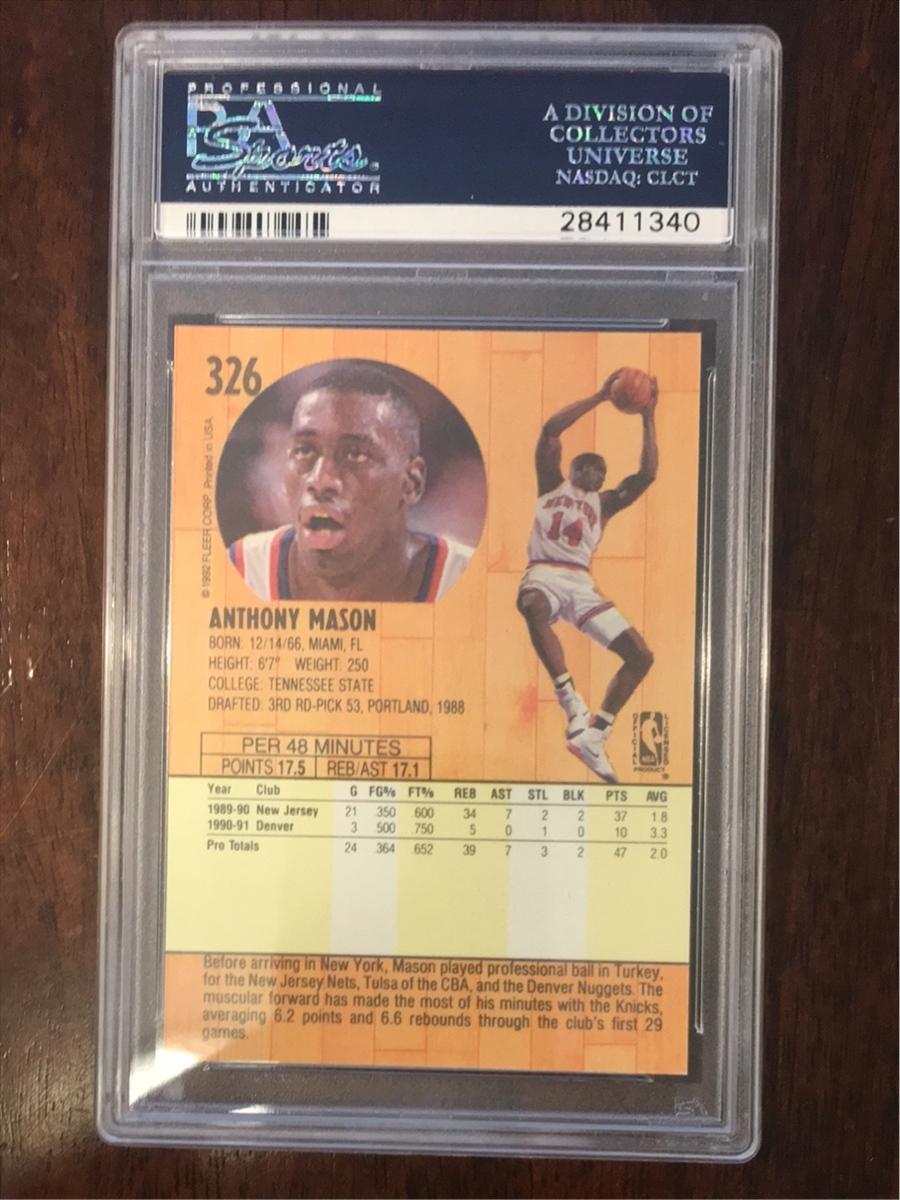 PROFESSIONAL
PSA
Sports
AUTHENTICATOR
A DIVISION OF
COLLECTORS
UNIVERSE
NASDAQ: CLCT
28411340
326
© 1992 FLEER CORP. Printed in USA
NEW YORK
14
ANTHONY MASON
BORN: 12/14/66, MIAMI, FL
HEIGHT: 6'7" WEIGHT: 250
COLLEGE: TENNESSEE STATE
DRAFTED: 3RD RD-PICK 53, PORTLAND, 1988
OFFICIAL LICENSED
NBA
PRODUCT ®
PER 48 MINUTES
POINTS 17.5 REB/AST 17.1
Year Club G FG% FT% REB AST STL BLK PTS AVG
1989-90 New Jersey 21 .350 .600 34 7 2 2 37 1.8
1990-91 Denver 3 .500 .750 5 0 1 0 10 3.3
Pro Totals 24 .364 .652 39 7 3 2 47 2.0
Before arriving in New York, Mason played professional ball in Turkey,
for the New Jersey Nets, Tulsa of the CBA, and the Denver Nuggets. The
muscular forward has made the most of his minutes with the Knicks,
averaging 6.2 points and 6.6 rebounds through the club's first 29
games.
PSA